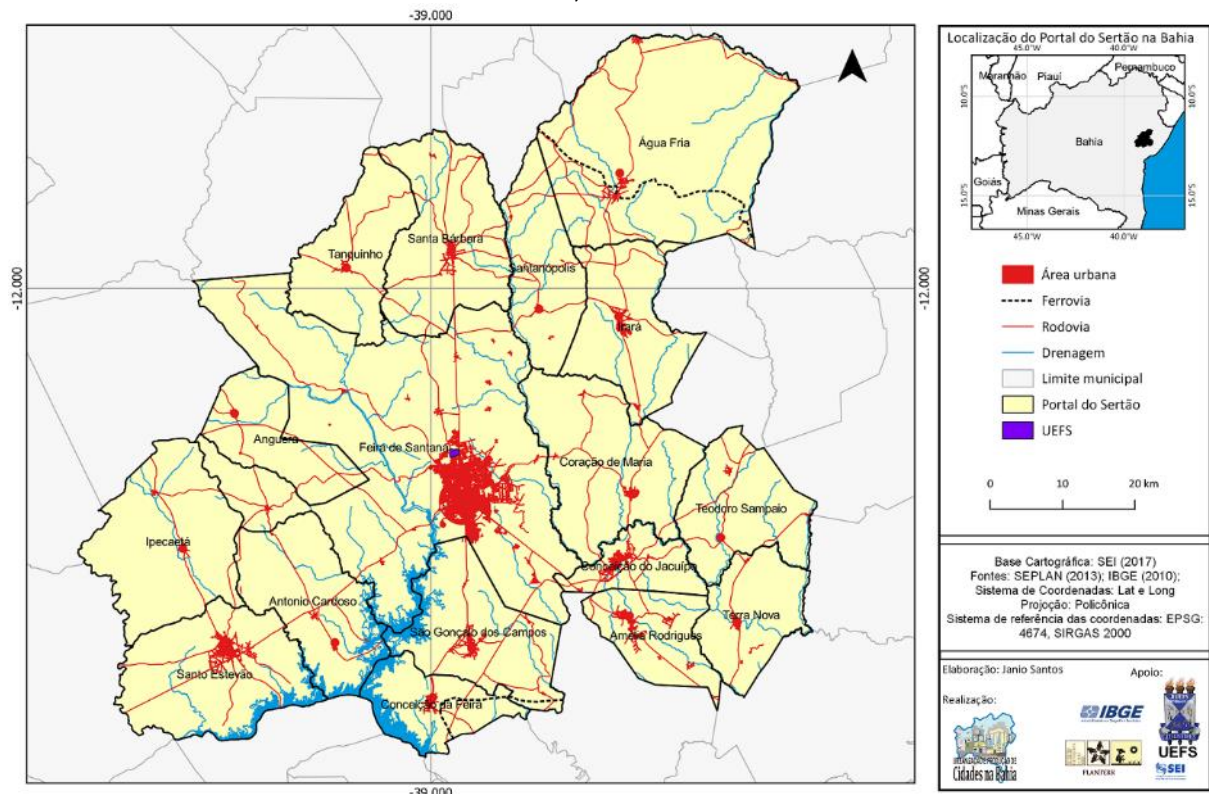 -39.000
-12.000
-12.000
-39.000
Água Fria
Santa Bárbara
Tanquinho
Santanópolis
Irará
Anguera
Feira de Santana
Coração de Maria
Teodoro Sampaio
Ipecaetá
Conceição do Jacuípe
Antonio Cardoso
Terra Nova
São Gonçalo dos Campos
Amélia Rodrigues
Santo Estevão
Conceição da Feira
Localização do Portal do Sertão na Bahia
45.0°W
40.0°W
Maranhão
Piauí
Pernambuco
10.0°S
10.0°S
Bahia
Goiás
15.0°S
15.0°S
Minas Gerais
45.0°W
40.0°W
Área urbana
Ferrovia
Rodovia
Drenagem
Limite municipal
Portal do Sertão
UEFS
0 10 20 km
Base Cartográfica: SEI (2017)
Fontes: SEPLAN (2013); IBGE (2010);
Sistema de Coordenadas: Lat e Long
Projoção: Policônica
Sistema de referência das coordenadas: EPSG:
4674, SIRGAS 2000
Elaboração: Janio Santos
Apoio:
Realização:
IBGE
UEFS
PLANTERR
SEI
Cidades na Bahia